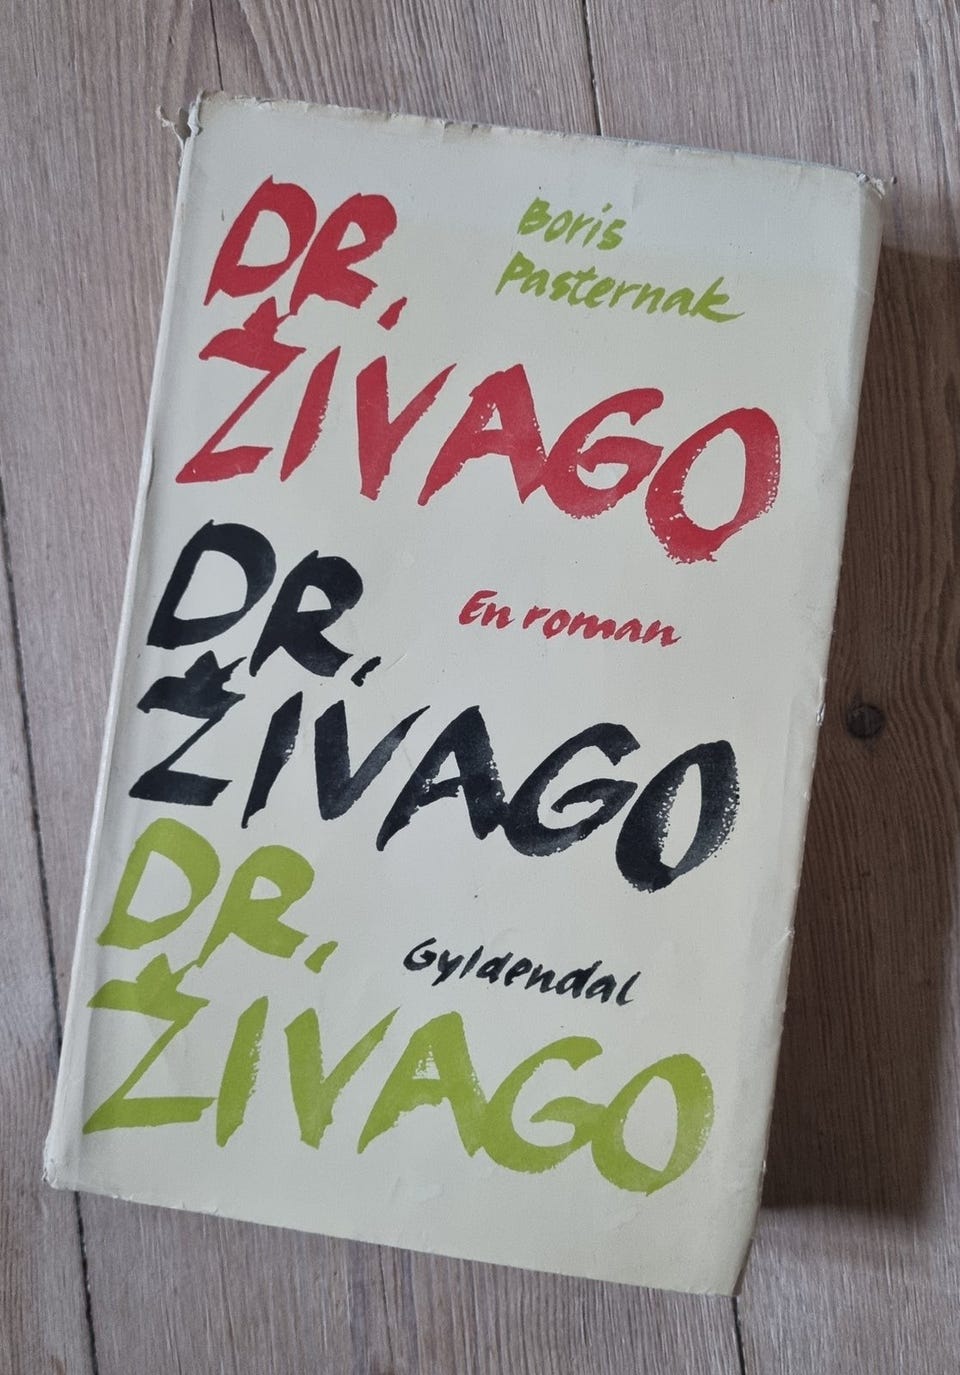 DR.
ŽIVAGO
Boris
Pasternak
DR.
ŽIVAGO
En roman
DR.
ŽIVAGO
Gyldendal